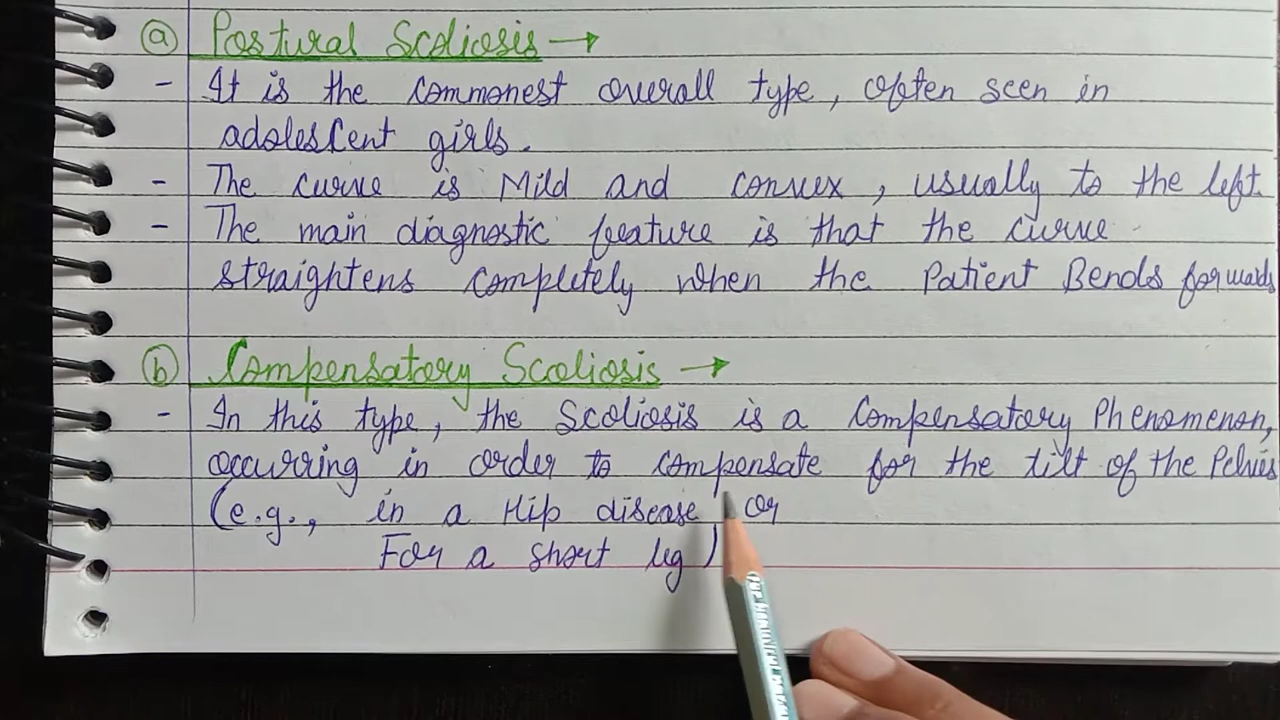 ⓐ Postural Scoliosis →
- It is the commonest overall type, often seen in
adolescent girls.
- The curve is Mild and convex, usually to the left.
- The main diagnostic feature is that the curve
straightens completely when the Patient Bends forwards
ⓑ Compensatory Scoliosis →
- In this type, the Scoliosis is a Compensatory Phenomenon,
occurring in order to compensate for the tilt of the Pelvis
(e.g., in a Hip disease, or
For a short leg)